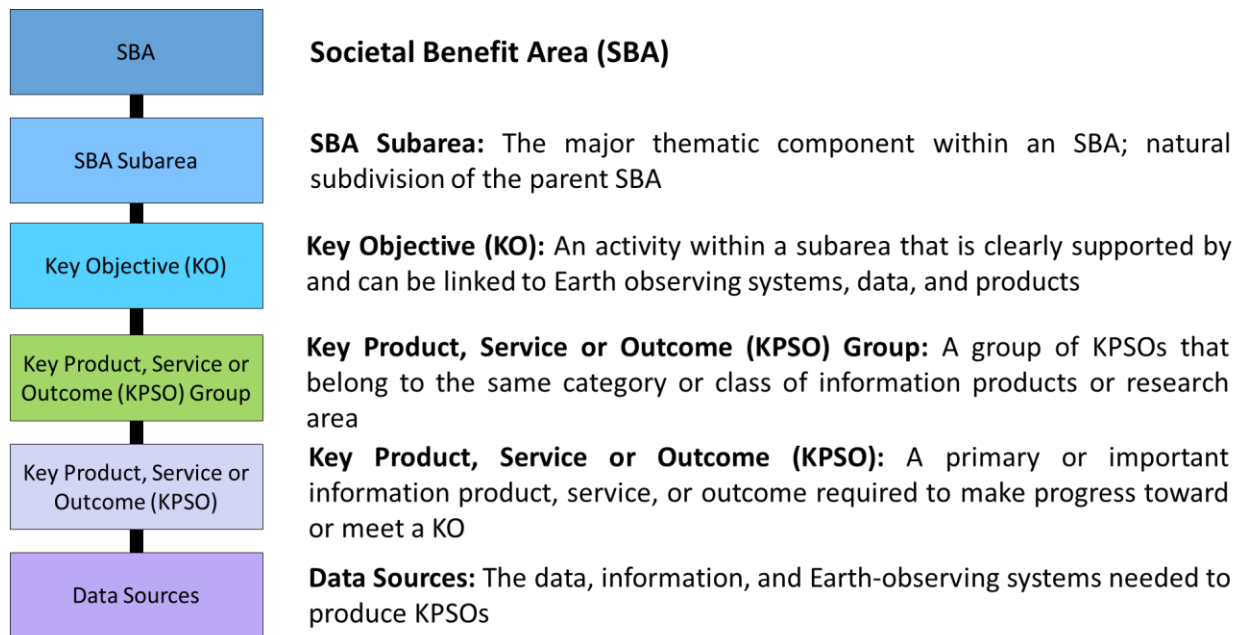 SBA
Societal Benefit Area (SBA)
SBA Subarea
SBA Subarea: The major thematic component within an SBA; natural
subdivision of the parent SBA
Key Objective (KO)
Key Objective (KO): An activity within a subarea that is clearly supported by
and can be linked to Earth observing systems, data, and products
Key Product, Service or
Outcome (KPSO) Group
Key Product, Service or Outcome (KPSO) Group: A group of KPSOs that
belong to the same category or class of information products or research
area
Key Product, Service or
Outcome (KPSO)
Key Product, Service or Outcome (KPSO): A primary or important
information product, service, or outcome required to make progress toward
or meet a KO
Data Sources
Data Sources: The data, information, and Earth-observing systems needed to
produce KPSOs